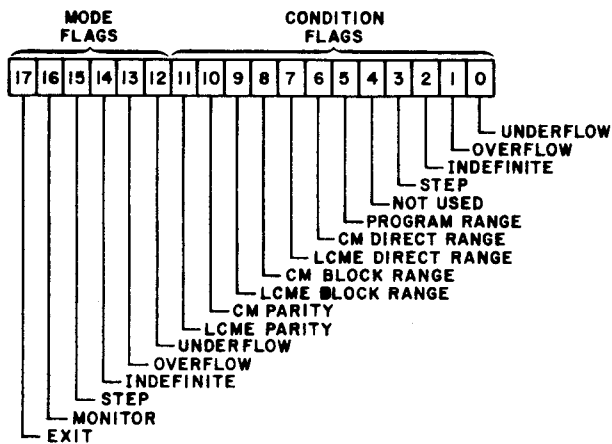 MODE
FLAGS
CONDITION
FLAGS
17 16 15 14 13 12 11 10 9 8 7 6 5 4 3 2 1 0
UNDERFLOW
OVERFLOW
INDEFINITE
STEP
NOT USED
PROGRAM RANGE
CM DIRECT RANGE
LCME DIRECT RANGE
CM BLOCK RANGE
LCME BLOCK RANGE
CM PARITY
LCME PARITY
UNDERFLOW
OVERFLOW
INDEFINITE
STEP
MONITOR
EXIT